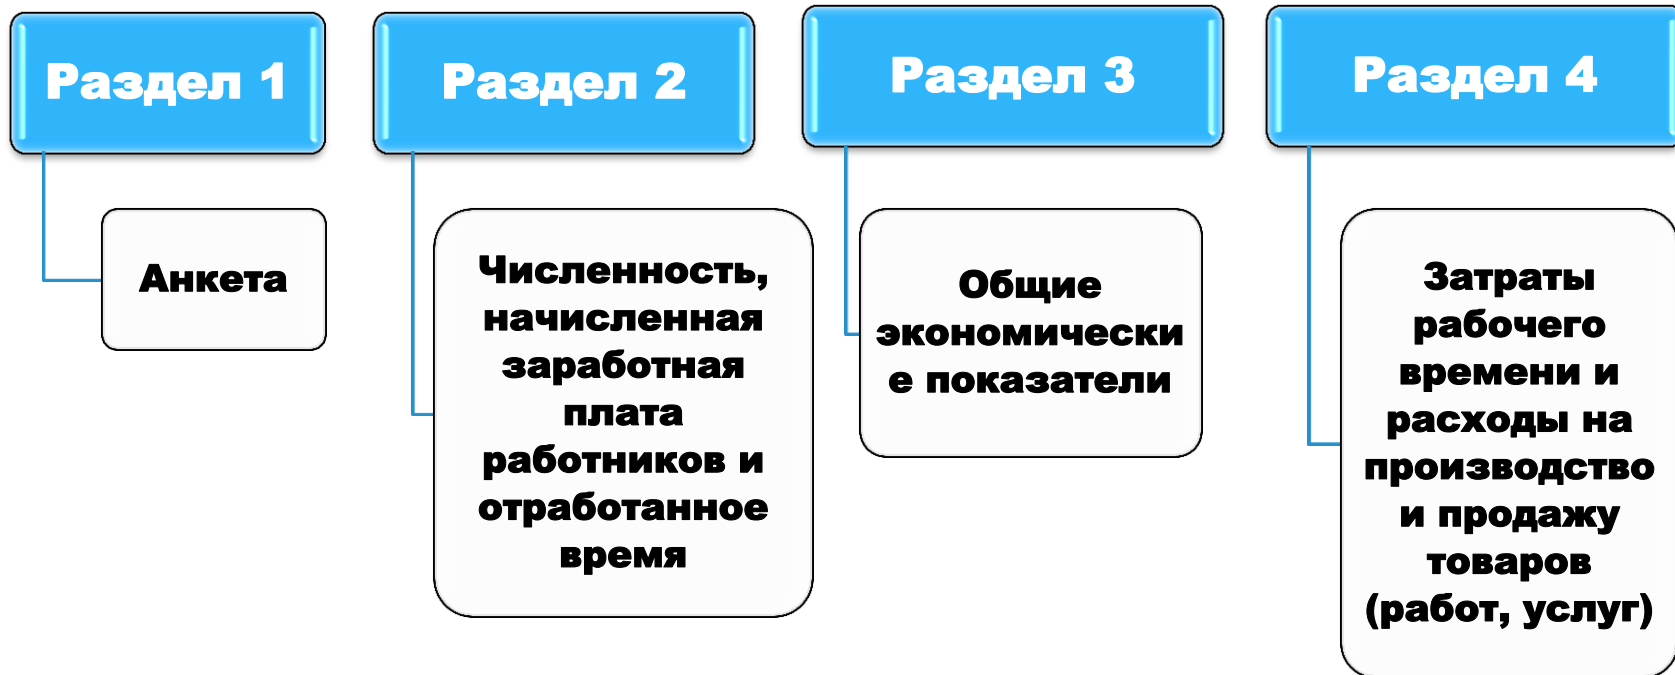 Раздел 1
Анкета
Раздел 2
Численность,
начисленная
заработная
плата
работников и
отработанное
время
Раздел 3
Общие
экономически
е показатели
Раздел 4
Затраты
рабочего
времени и
расходы на
производство
и продажу
товаров
(работ, услуг)